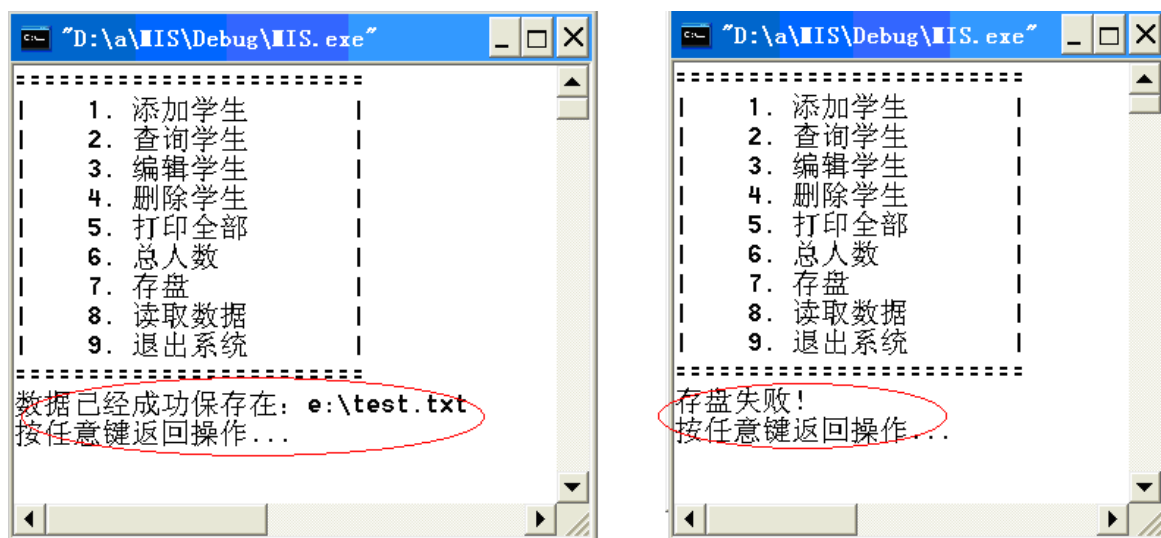 "D:\a\MIS\Debug\MIS.exe"
========================
|    1. 添加学生    |
|    2. 查询学生    |
|    3. 编辑学生    |
|    4. 删除学生    |
|    5. 打印全部    |
|    6. 总人数    |
|    7. 存盘    |
|    8. 读取数据    |
|    9. 退出系统    |
========================
数据已经成功保存在：e:\test.txt
按任意键返回操作...
"D:\a\MIS\Debug\MIS.exe"
========================
|    1. 添加学生    |
|    2. 查询学生    |
|    3. 编辑学生    |
|    4. 删除学生    |
|    5. 打印全部    |
|    6. 总人数    |
|    7. 存盘    |
|    8. 读取数据    |
|    9. 退出系统    |
========================
存盘失败!
按任意键返回操作...